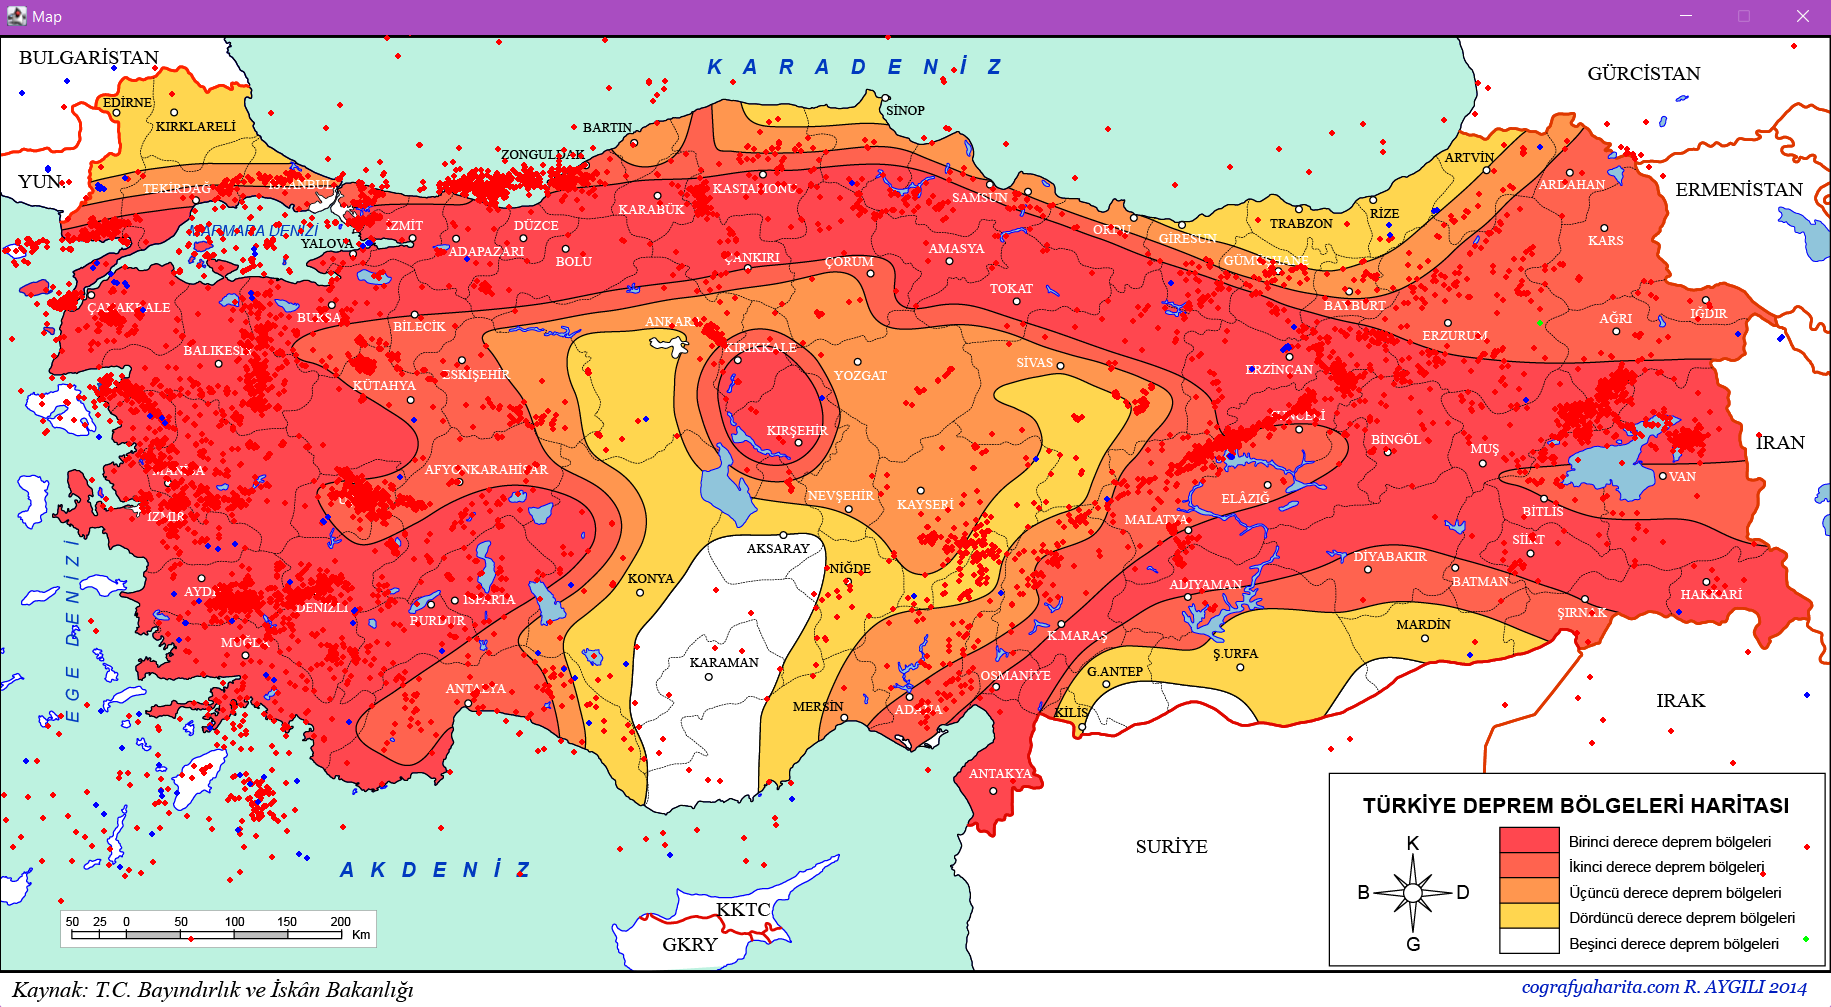 Map
BULGARİSTAN
K A R A D E N İ Z
GÜRCİSTAN
EDİRNE
KIRKLARELİ
SİNOP
BARTIN
ZONGULDAK
ARTVİN
YUN.
TEKİRDAĞ
İSTANBUL
KASTAMONU
SAMSUN
ARDAHAN
ERMENİSTAN
KARABÜK
RİZE
TRABZON
MARMARA DENİZİ
İZMİT
DÜZCE
ORDU
GİRESUN
KARS
YALOVA
ADAPAZARI
BOLU
ÇANKIRI
ÇORUM
AMASYA
GÜMÜŞHANE
TOKAT
BAYBURT
ÇANAKKALE
BURSA
BİLECİK
ANKARA
ERZURUM
AĞRI
IĞDIR
BALIKESİR
KIRIKKALE
SİVAS
ERZİNCAN
KÜTAHYA
ESKİŞEHİR
YOZGAT
TUNCELİ
KIRŞEHİR
BİNGÖL
MUŞ
İRAN
MANİSA
AFYONKARAHİSAR
VAN
NEVŞEHİR
KAYSERİ
ELÂZIĞ
İZMİR
MALATYA
BİTLİS
AKSARAY
SİİRT
E G E D E N İ Z İ
NİĞDE
DİYABAKIR
KONYA
ADIYAMAN
BATMAN
AYDIN
DENİZLİ
ISPARTA
HAKKARİ
BURDUR
ŞIRNAK
MUĞLA
K.MARAŞ
MARDİN
KARAMAN
Ş.URFA
ANTALYA
OSMANİYE
G.ANTEP
MERSİN
ADANA
KİLİS
IRAK
ANTAKYA
SURİYE
A K D E N İ Z
KKTC
GKRY
50 25 0 50 100 150 200 Km
TÜRKİYE DEPREM BÖLGELERİ HARİTASI
K
B D
G
Birinci derece deprem bölgeleri
İkinci derece deprem bölgeleri
Üçüncü derece deprem bölgeleri
Dördüncü derece deprem bölgeleri
Beşinci derece deprem bölgeleri
Kaynak: T.C. Bayındırlık ve İskân Bakanlığı
cografyaharita.com R. AYGILI 2014